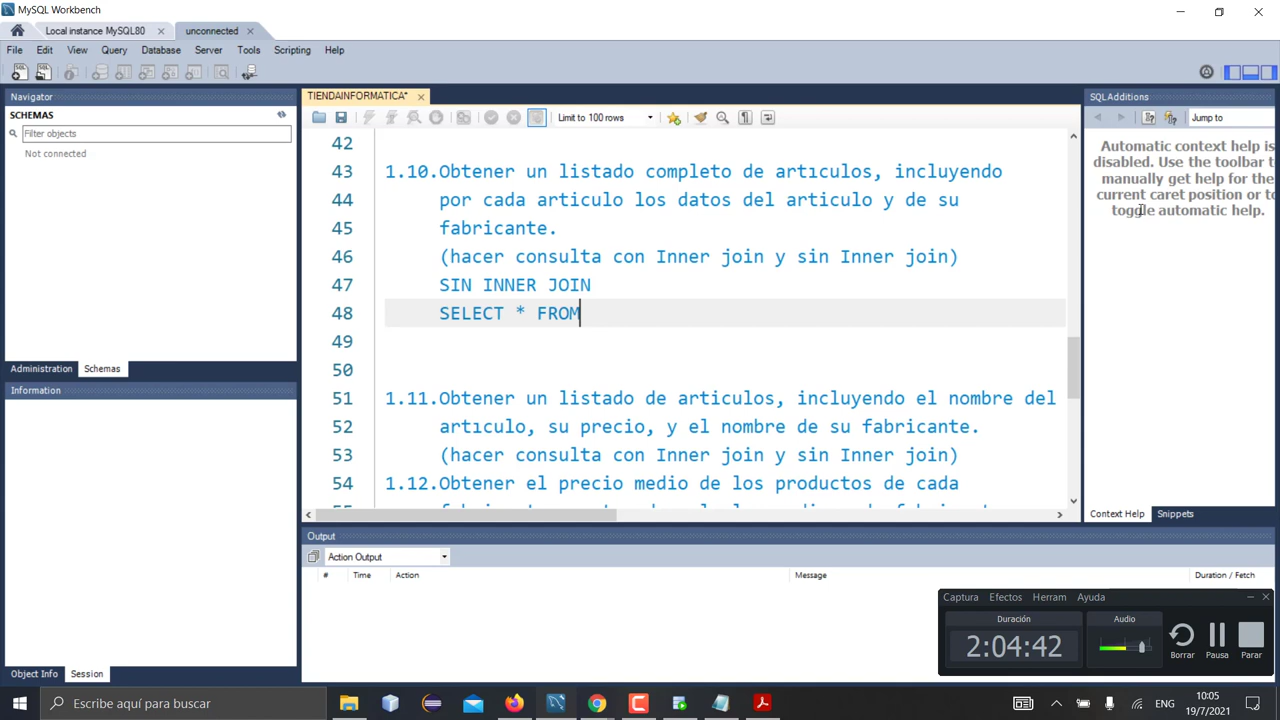 MySQL Workbench
Local instance MySQL80
unconnected
File Edit View Query Database Server Tools Scripting Help
Navigator
SCHEMAS
Filter objects
Not connected
Administration Schemas
Information
Object Info Session
TIENDAINFORMATICA*
Limit to 100 rows
42
43 1.10.Obtener un listado completo de artıculos, incluyendo
44 por cada articulo los datos del articulo y de su
45 fabricante.
46 (hacer consulta con Inner join y sin Inner join)
47 SIN INNER JOIN
48 SELECT * FROM
49
50
51 1.11.Obtener un listado de articulos, incluyendo el nombre del
52 artıculo, su precio, y el nombre de su fabricante.
53 (hacer consulta con Inner join y sin Inner join)
54 1.12.Obtener el precio medio de los productos de cada
SQLAdditions
Jump to
Automatic context help is
disabled. Use the toolbar t
manually get help for the
current caret position or to
toggle automatic help.
Context Help Snippets
Output
Action Output
# Time Action Message Duration / Fetch
Captura Efectos Herram Ayuda
Duración Audio
2:04:42
Borrar Pausa Parar
Escribe aquí para buscar
ENG
10:05
19/7/2021